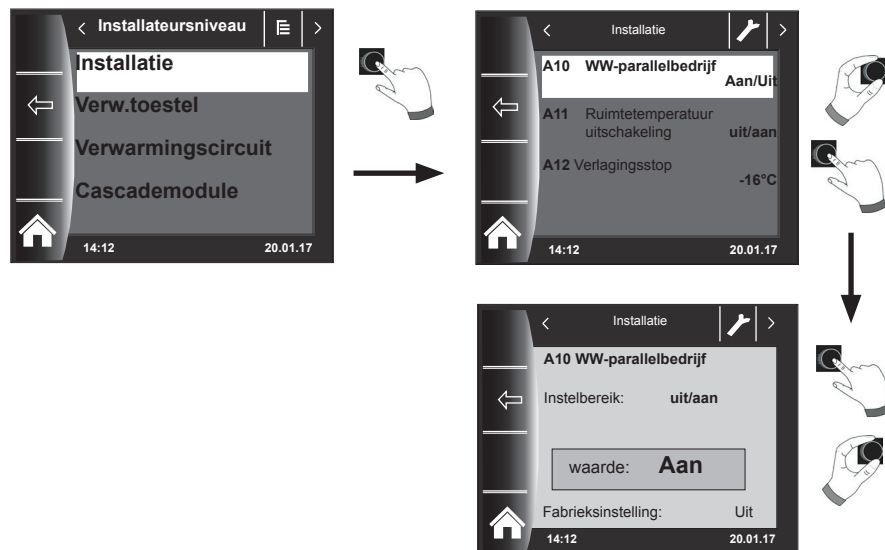 Installateursniveau
Installatie
Verw.toestel
Verwarmingscircuit
Cascademodule
14:12 20.01.17
Installatie
A10 WW-parallelbedrijf
Aan/Uit
A11 Ruimtetemperatuur
uitschakeling uit/aan
A12 Verlagingsstop
-16°C
14:12 20.01.17
Installatie
A10 WW-parallelbedrijf
Instelbereik: uit/aan
waarde: Aan
Fabrieksinstelling: Uit
14:12 20.01.17